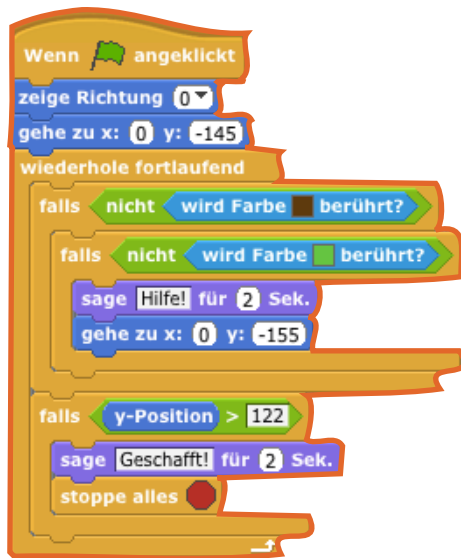 Wenn angeklickt
zeige Richtung 0
gehe zu x: 0 y: -145
wiederhole fortlaufend
falls nicht wird Farbe berührt?
falls nicht wird Farbe berührt?
sage Hilfe! für 2 Sek.
gehe zu x: 0 y: -155
falls y-Position > 122
sage Geschafft! für 2 Sek.
stoppe alles